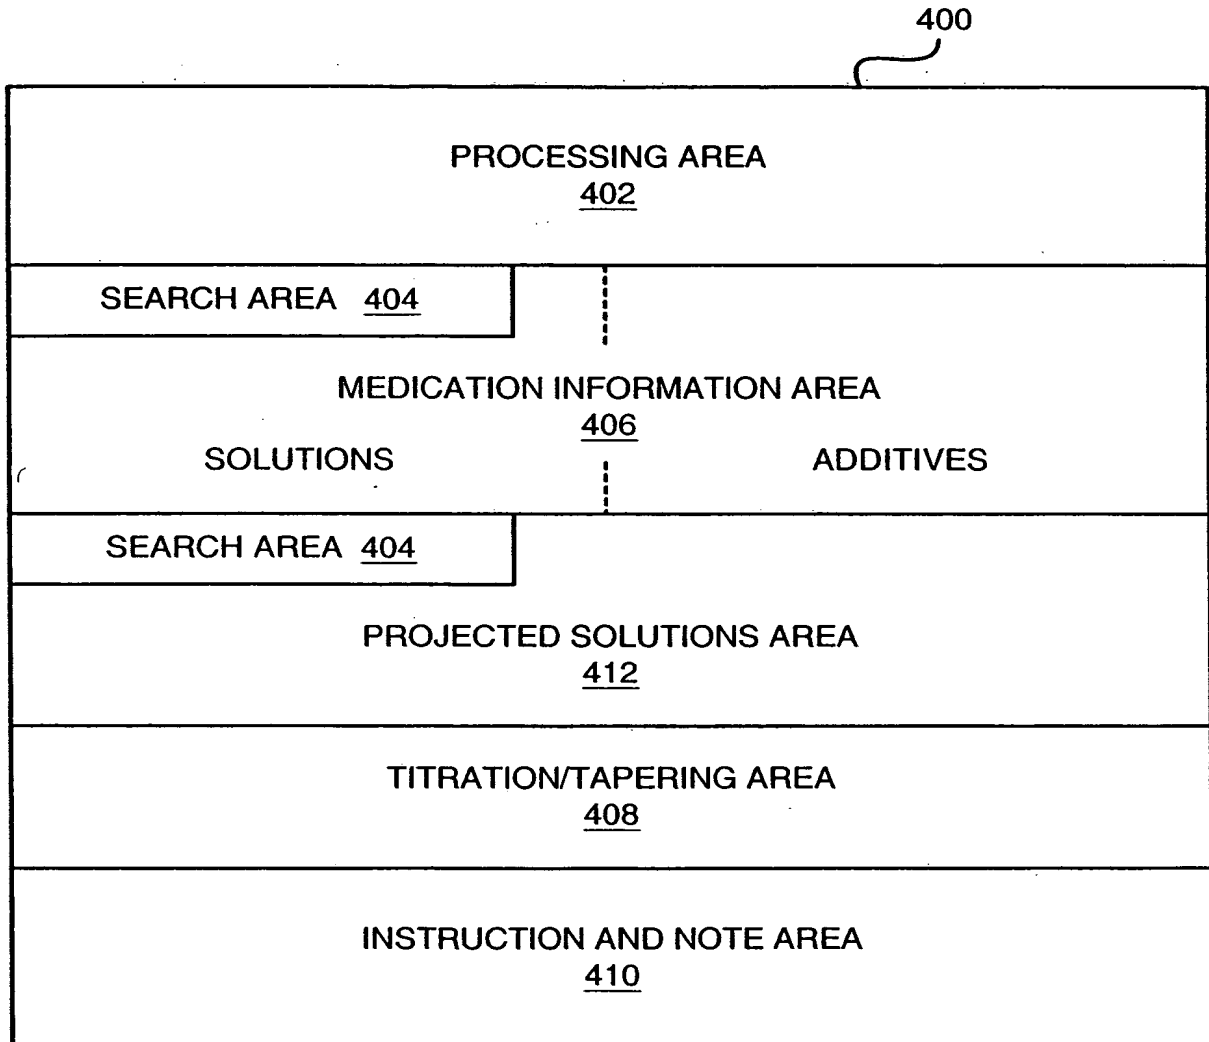 400
PROCESSING AREA
402
SEARCH AREA 404
MEDICATION INFORMATION AREA
406
SOLUTIONS ADDITIVES
SEARCH AREA 404
PROJECTED SOLUTIONS AREA
412
TITRATION/TAPERING AREA
408
INSTRUCTION AND NOTE AREA
410